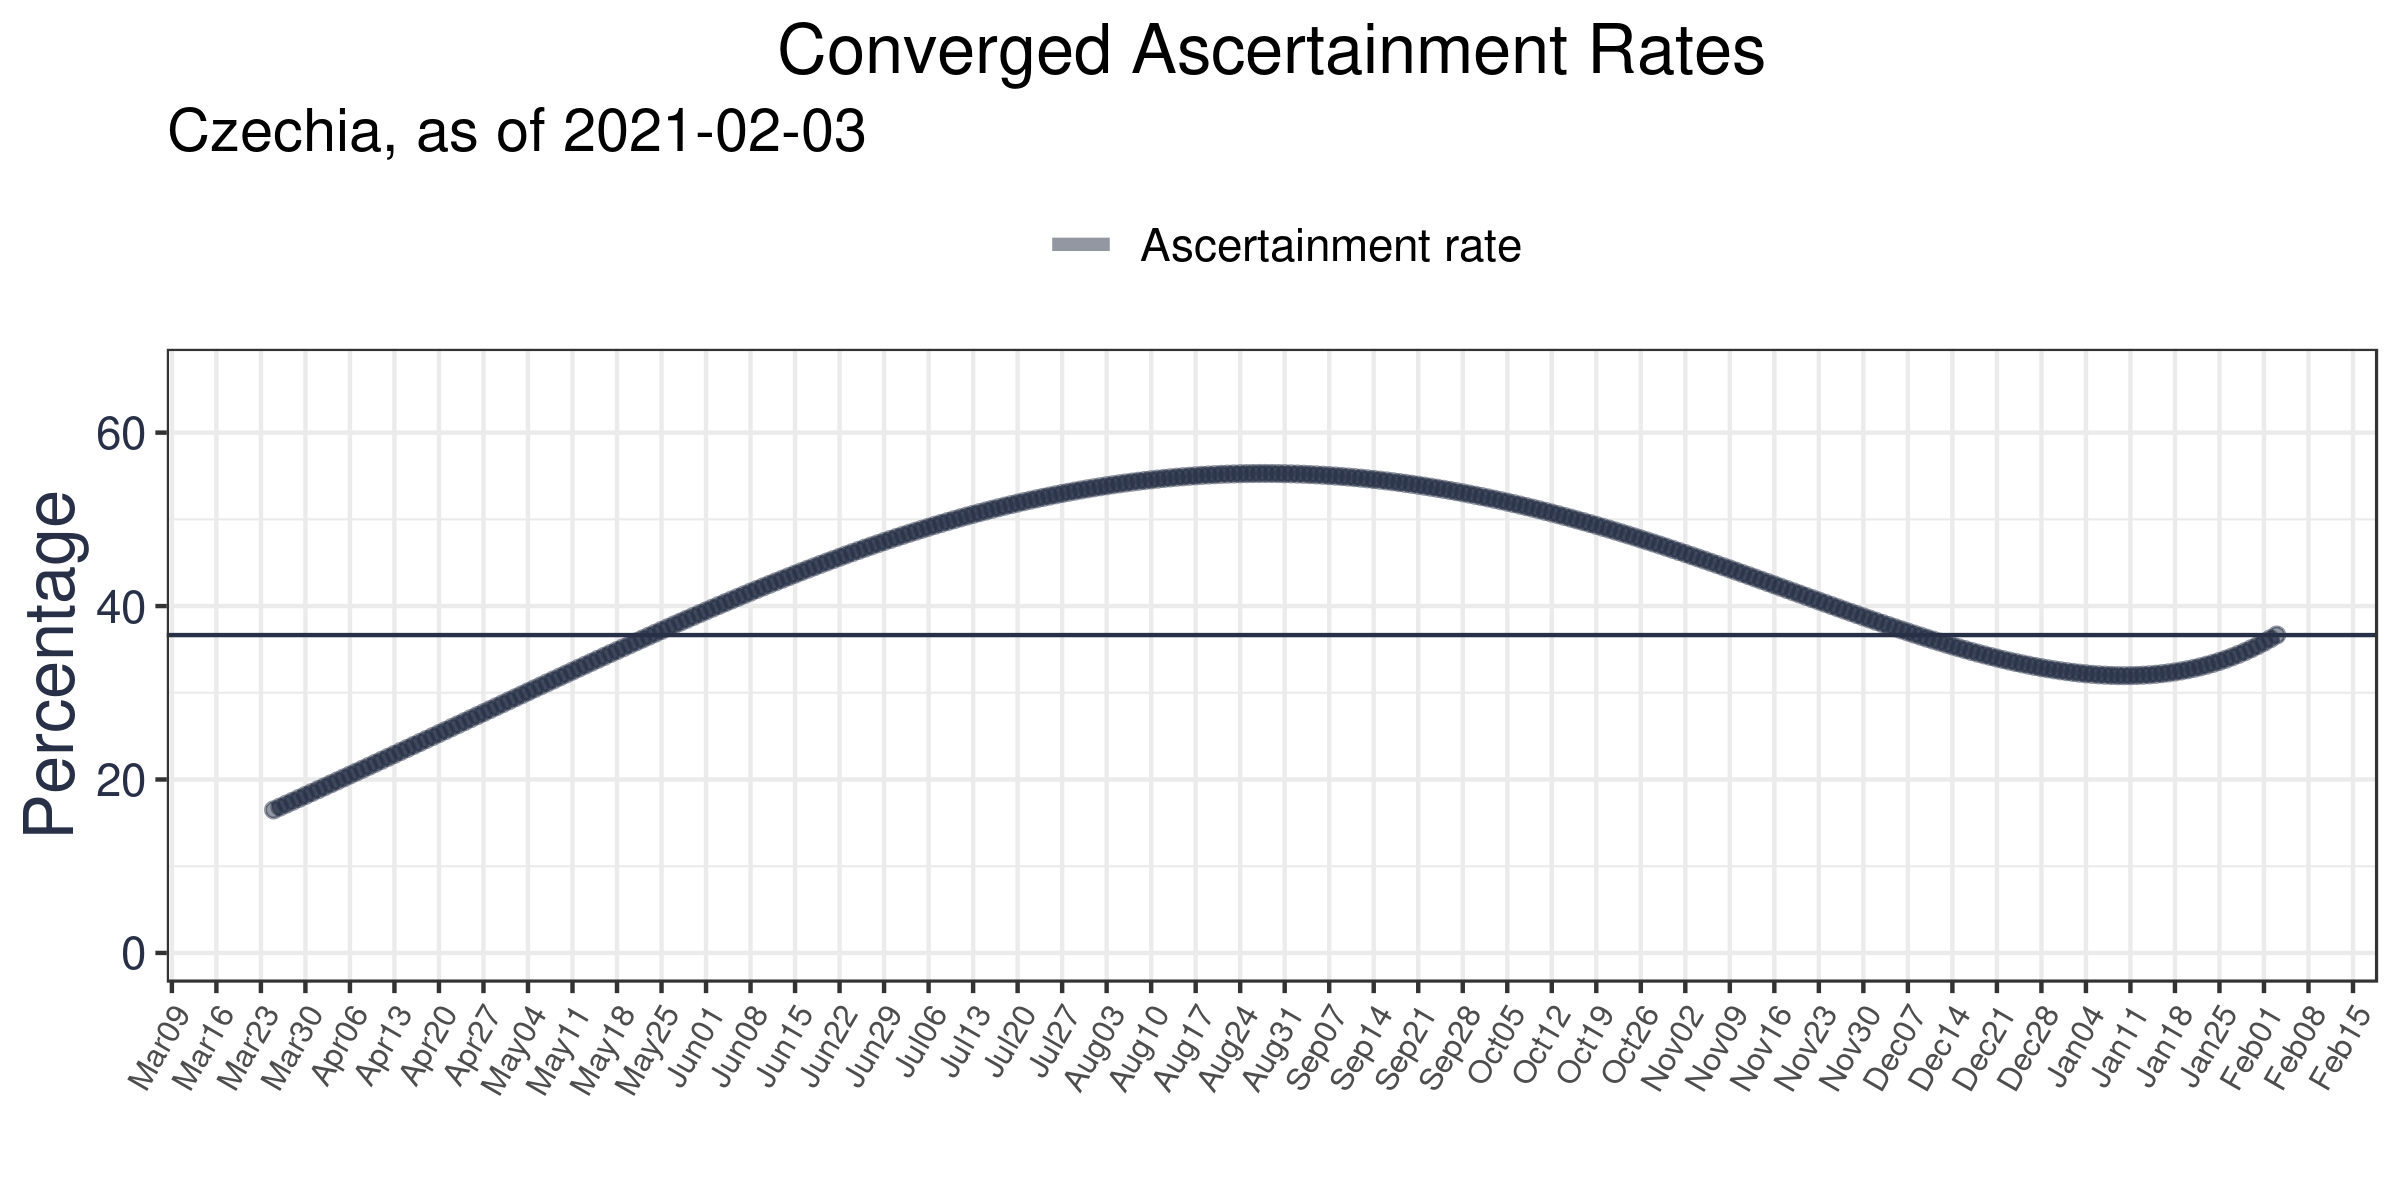 Converged Ascertainment Rates
Czechia, as of 2021-02-03
Ascertainment rate
Percentage
60
40
20
0
Mar09 Mar16 Mar23 Mar30 Apr06 Apr13 Apr20 Apr27 May04 May11 May18 May25 Jun01 Jun08 Jun15 Jun22 Jun29 Jul06 Jul13 Jul20 Jul27 Aug03 Aug10 Aug17 Aug24 Aug31 Sep07 Sep14 Sep21 Sep28 Oct05 Oct12 Oct19 Oct26 Nov02 Nov09 Nov16 Nov23 Nov30 Dec07 Dec14 Dec21 Dec28 Jan04 Jan11 Jan18 Jan25 Feb01 Feb08 Feb15